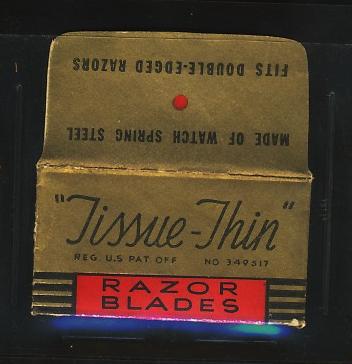 FITS DOUBLE-EDGED RAZORS
MADE OF WATCH SPRING STEEL
"Tissue-Thin"
REG. U.S PAT. OFF NO 349517
RAZOR
BLADES